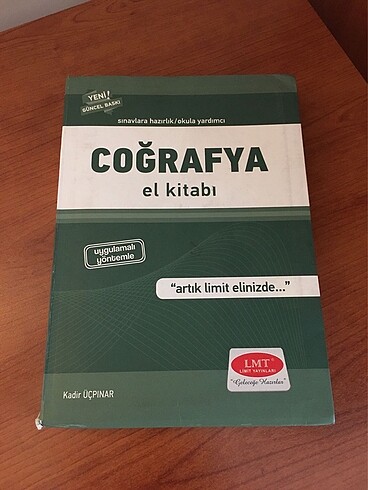 YENİ!
GÜNCEL BASKI
sınavlara hazırlık/okula yardımcı
COĞRAFYA
el kitabı
uygulamalı
yöntemle
"artık limit elinizde..."
LMT®
LİMİT YAYINLARI
"Geleceğe Hazırlar"
Kadir ÜÇPINAR